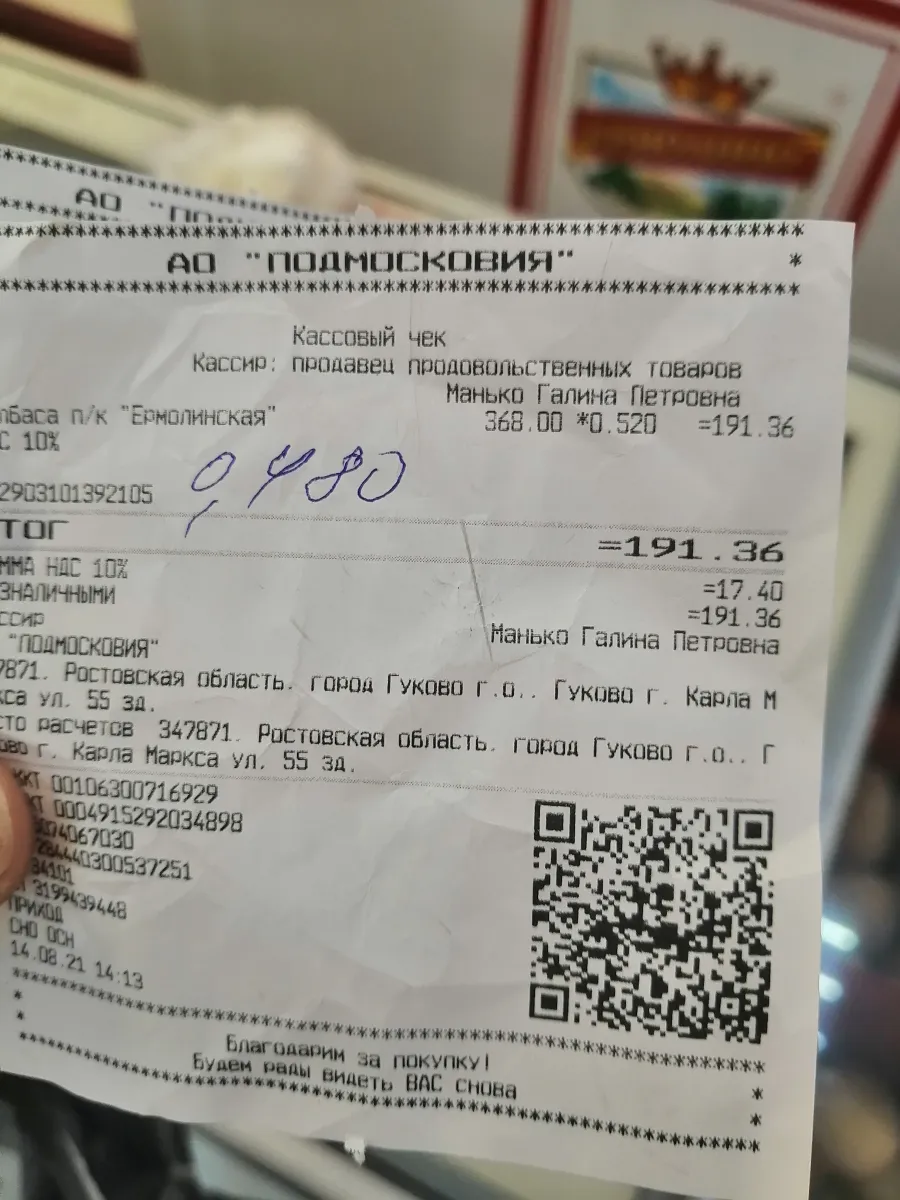 АО "ПО
*******************************************
АО "ПОДМОСКОВИЯ" *
*******************************************
Кассовый чек
Кассир: продавец продовольственных товаров
Манько Галина Петровна
лбаса п/к "Ермолинская" 368.00 *0.520 =191.36
С 10%
0,480
2903101392105
ТОГ =191.36
ММА НДС 10% =17.40
ЗНАЛИЧНЫМИ =191.36
ССИР Манько Галина Петровна
"ПОДМОСКОВИЯ"
7871. Ростовская область. город Гуково г.о.. Гуково г. Карла М
кса ул. 55 зд.
сто расчетов 347871. Ростовская область. город Гуково г.о.. Г
ово г. Карла Маркса ул. 55 зд.
ККТ 00106300716929
КТ 0004915292034898
5074067030
284440300537251
34101
3199439448
ПРИХОД
СНО ОСН
14.08.21 14:13
*******************************************
*
Благодарим за покупку! *
* Будем рады видеть ВАС снова *
*******************************************